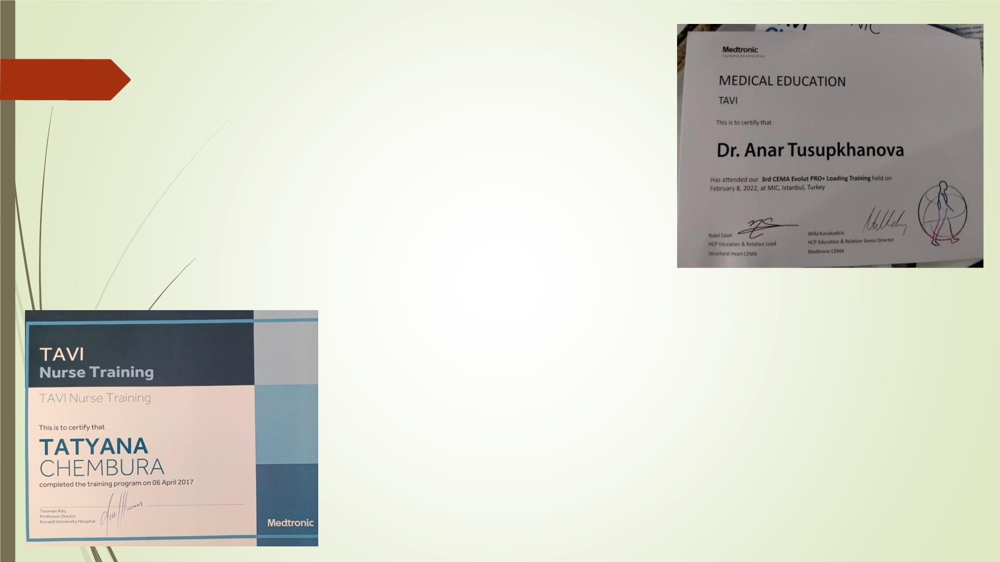 Medtronic
Engineering the extraordinary
MEDICAL EDUCATION
TAVI
This is to certify that
Dr. Anar Tusupkhanova
Has attended our 3rd CEMA Evolut PRO+ Loading Training held on
February 8, 2022, at MIC, Istanbul, Turkey
Nabil Saleh
HCP Education & Relation Lead
Structural Heart CEMA
Atilla Kucukyalcin
HCP Education & Relation Senior Director
Medtronic CEMA
TAVI
Nurse Training
TAVI Nurse Training
This is to certify that
TATYANA
CHEMBURA
completed the training program on 06 April 2017
Teoman Kılıç
Professor Doctor
Kocaeli University Hospital
Medtronic